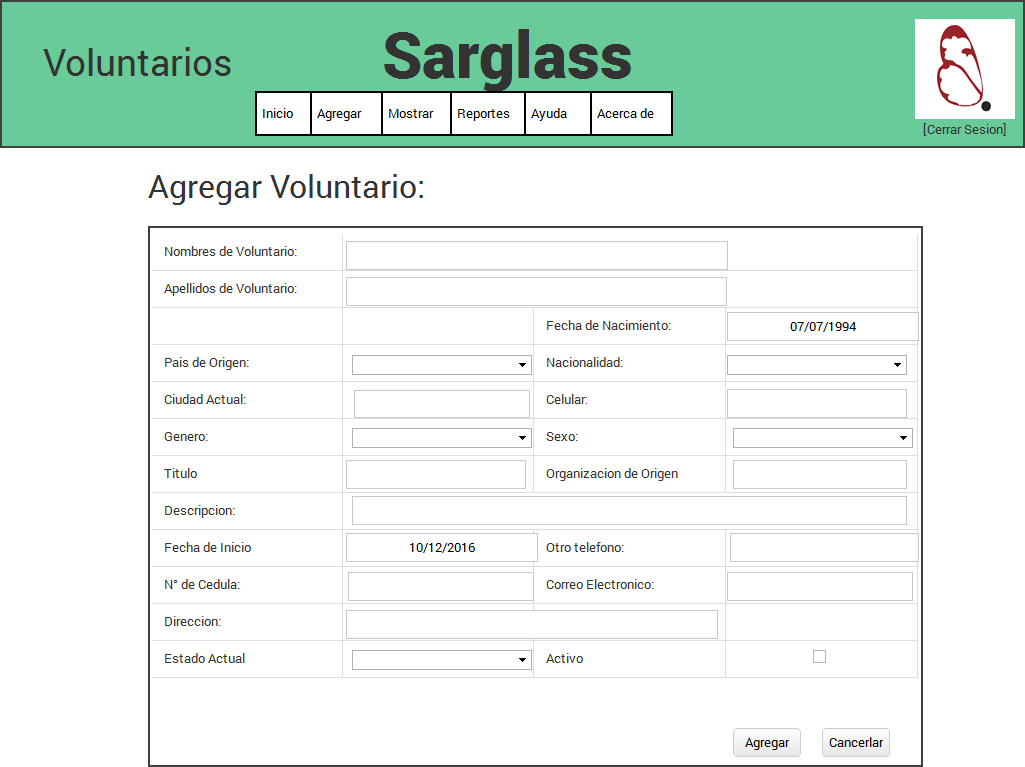 Voluntarios
Sarglass
Inicio Agregar Mostrar Reportes Ayuda Acerca de
[Cerrar Sesion]
Agregar Voluntario:
Nombres de Voluntario:
Apellidos de Voluntario:
Fecha de Nacimiento: 07/07/1994
Pais de Origen: Nacionalidad:
Ciudad Actual: Celular:
Genero: Sexo:
Titulo Organizacion de Origen
Descripcion:
Fecha de Inicio 10/12/2016 Otro telefono:
N° de Cedula: Correo Electronico:
Direccion:
Estado Actual Activo
Agregar Cancerlar